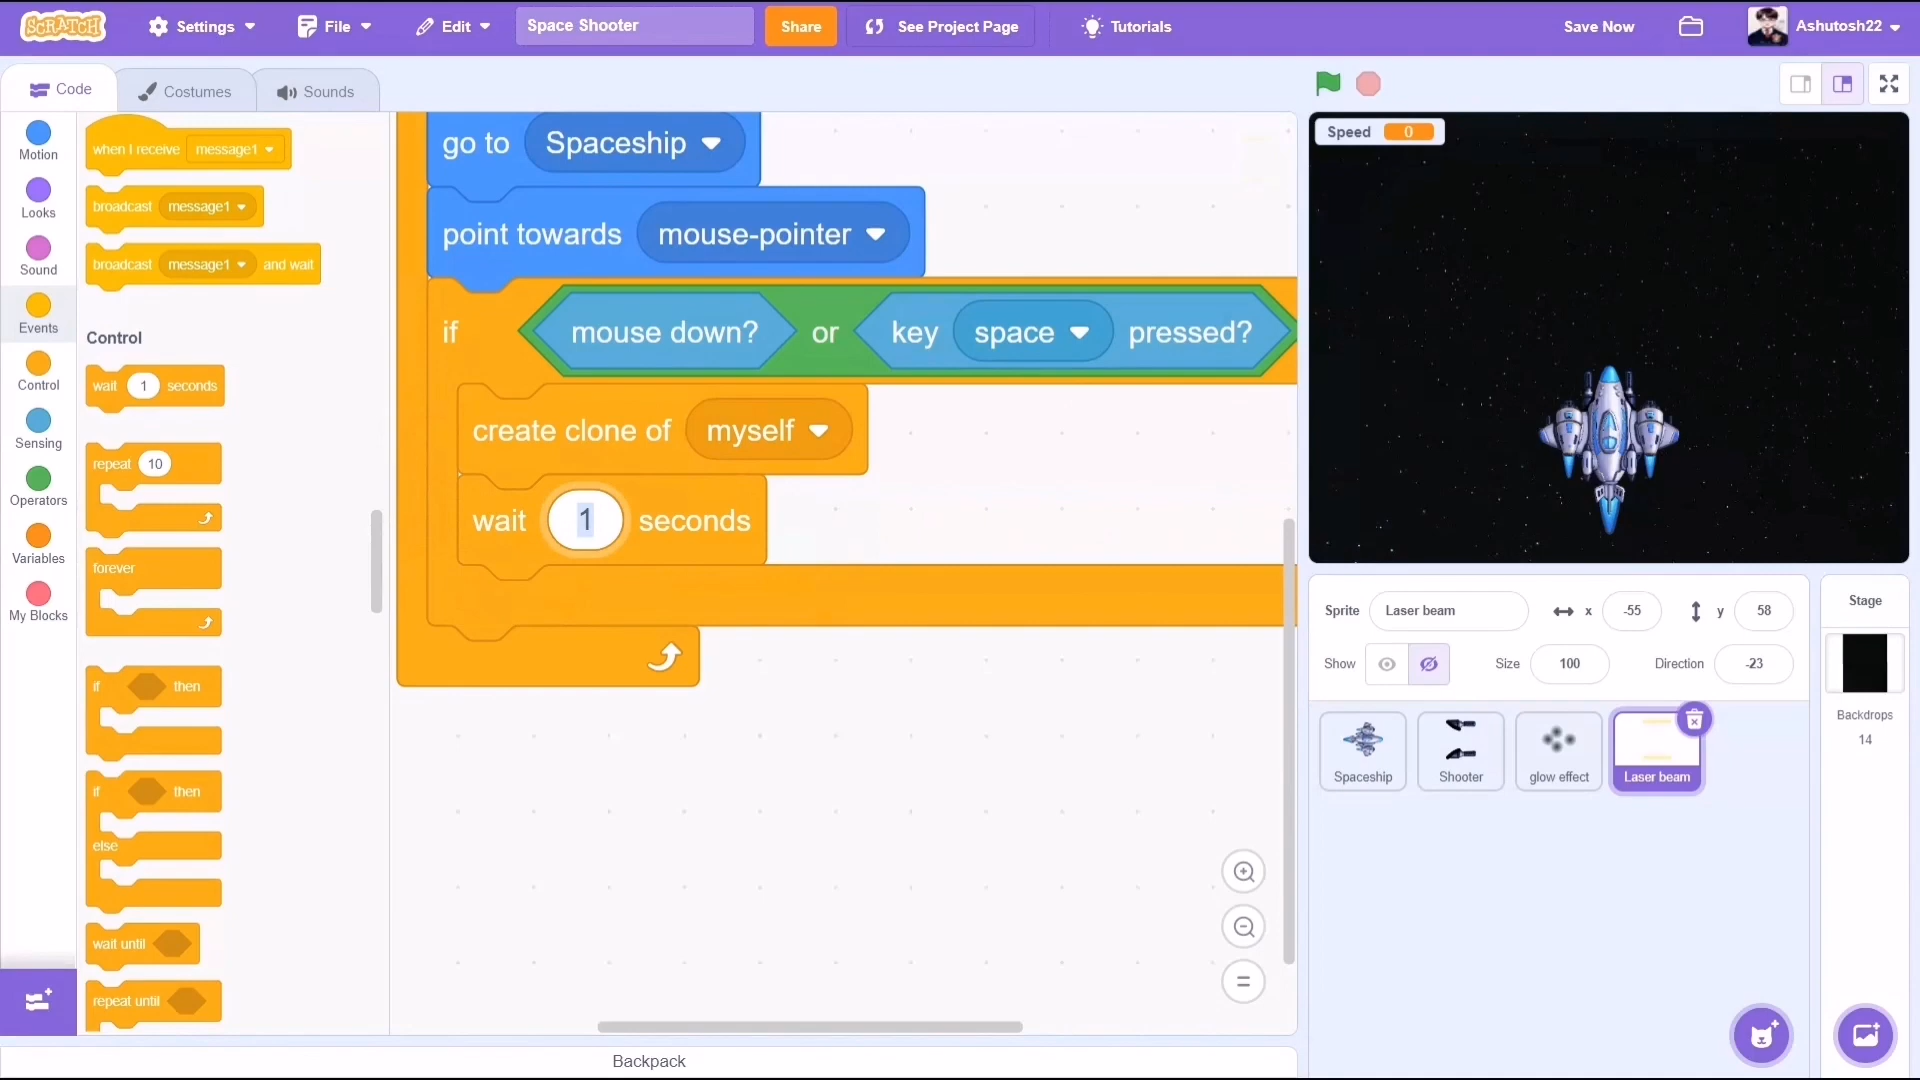 SCRATCH
Settings
File
Edit
Space Shooter
Share
See Project Page
Tutorials
Save Now
Ashutosh22
Code
Costumes
Sounds
Motion
Looks
Sound
Events
Control
Sensing
Operators
Variables
My Blocks
when I receive message1
broadcast message1
broadcast message1 and wait
Control
wait 1 seconds
repeat 10
forever
if then
if then
else
wait until
repeat until
go to Spaceship
point towards mouse-pointer
if mouse down? or key space pressed?
create clone of myself
wait 1 seconds
Backpack
Speed 0
Sprite Laser beam x -55 y 58
Show Size 100 Direction -23
Spaceship
Shooter
glow effect
Laser beam
Stage
Backdrops
14